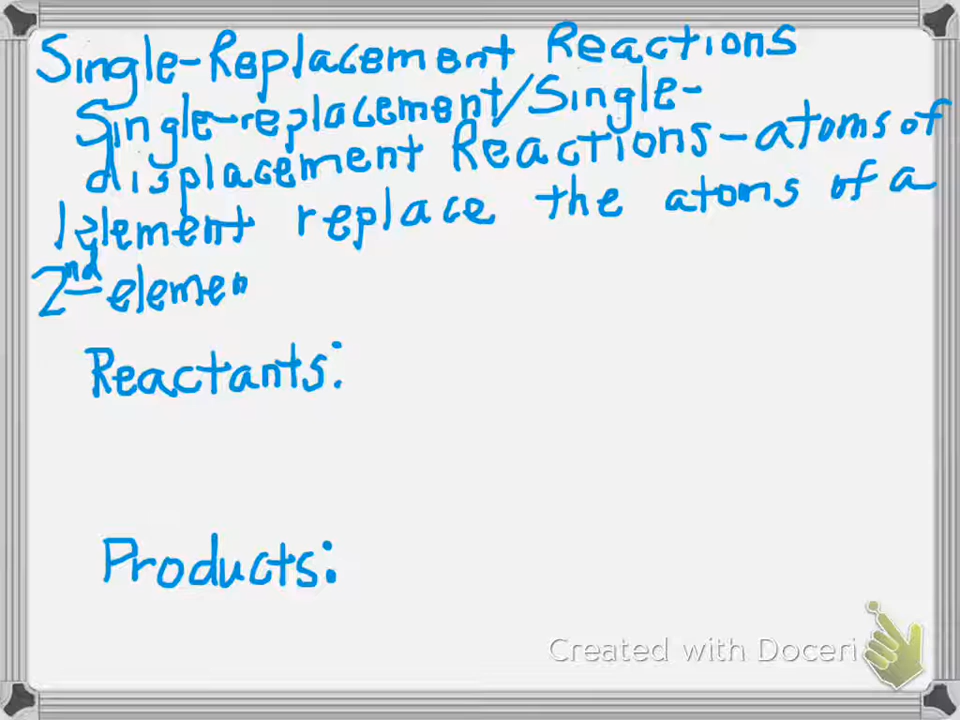 Single-Replacement Reactions
Single-replacement/Single-
displacement Reactions-atoms of
1 element replace the atoms of a
2nd elemen
Reactants:
Products:
Created with Doceri